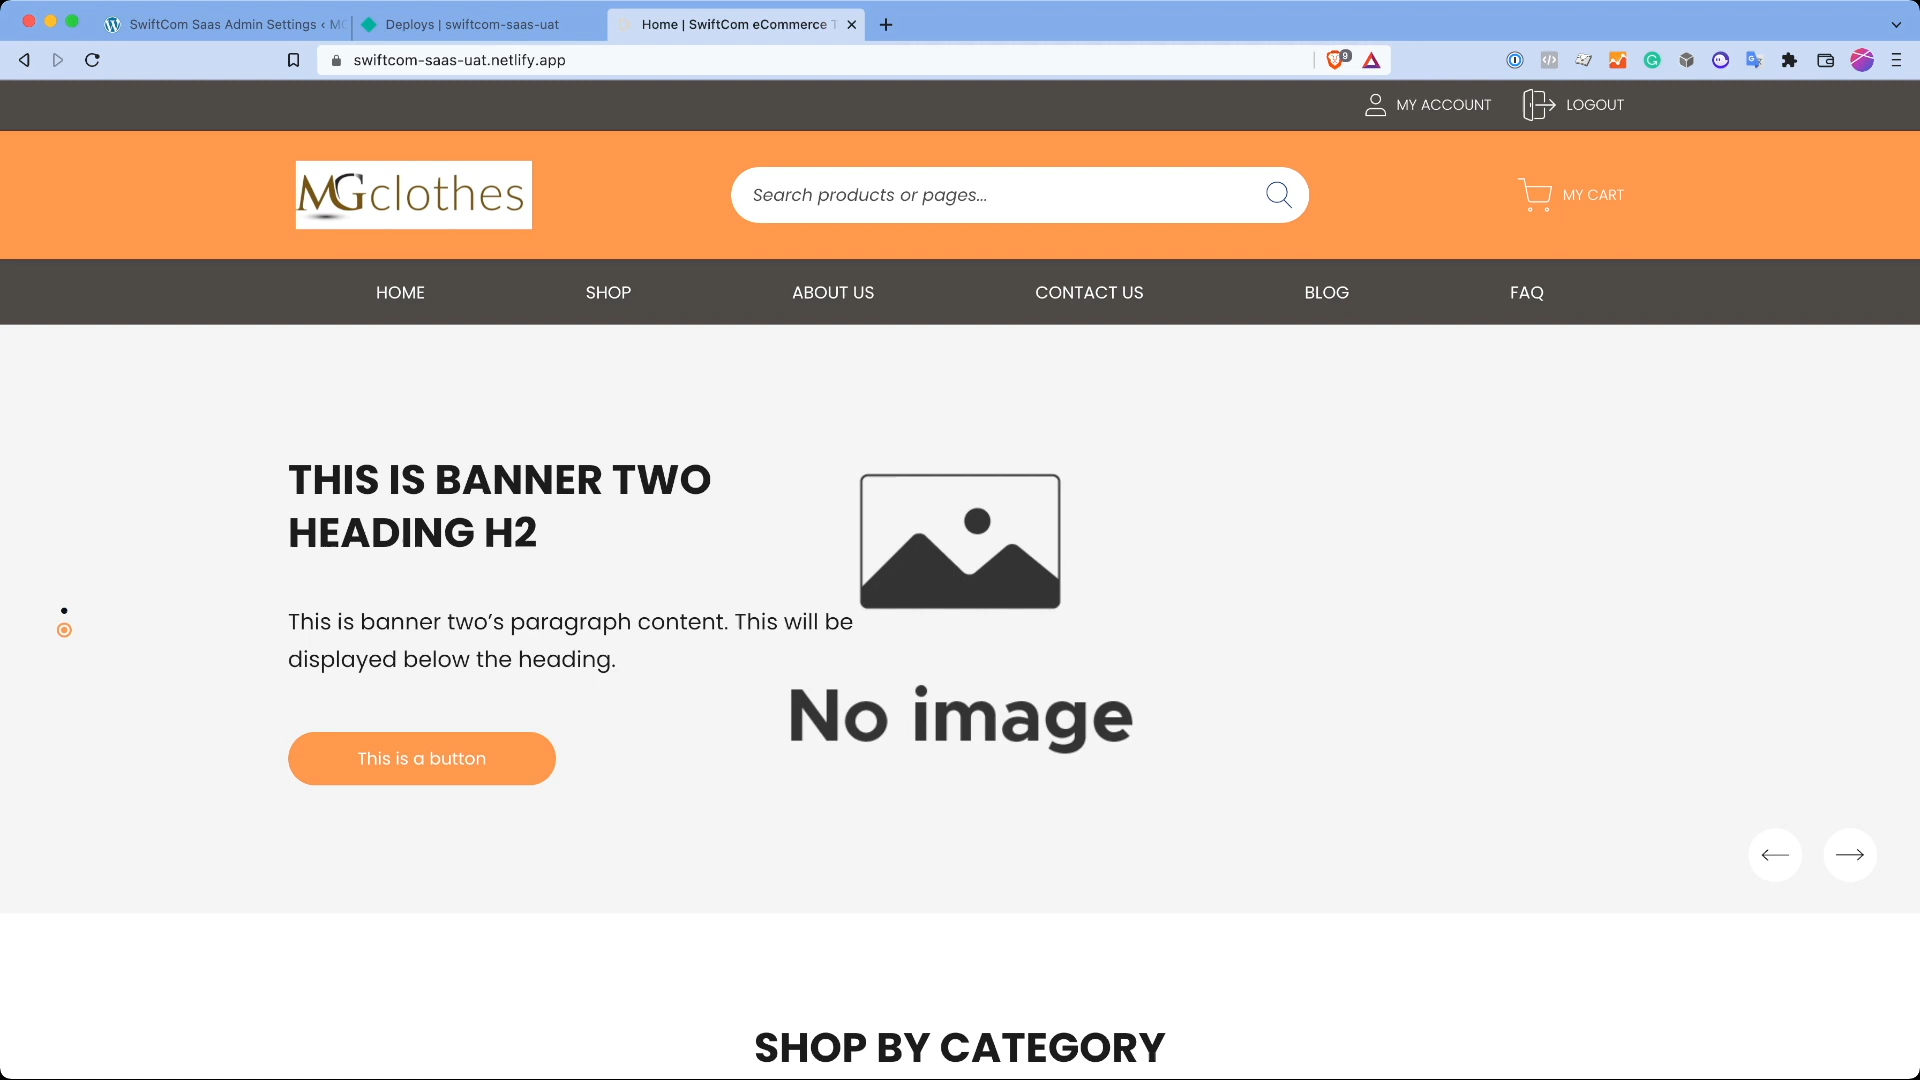 SwiftCom Saas Admin Settings ‹ MG
Deploys | swiftcom-saas-uat
Home | SwiftCom eCommerce T
swiftcom-saas-uat.netlify.app
9
MY ACCOUNT
LOGOUT
MGclothes
Search products or pages...
MY CART
HOME
SHOP
ABOUT US
CONTACT US
BLOG
FAQ
THIS IS BANNER TWO
HEADING H2
This is banner two’s paragraph content. This will be
displayed below the heading.
No image
This is a button
SHOP BY CATEGORY